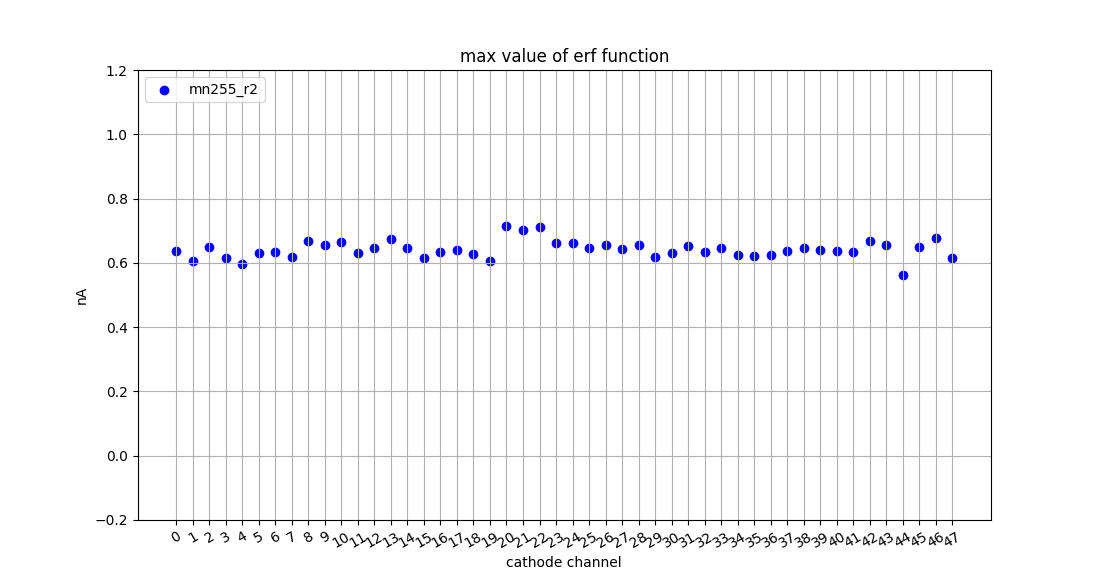 max value of erf function
mn255_r2
1.2
1.0
0.8
0.6
0.4
0.2
0.0
−0.2
nA
0 1 2 3 4 5 6 7 8 9 10 11 12 13 14 15 16 17 18 19 20 21 22 23 24 25 26 27 28 29 30 31 32 33 34 35 36 37 38 39 40 41 42 43 44 45 46 47
cathode channel